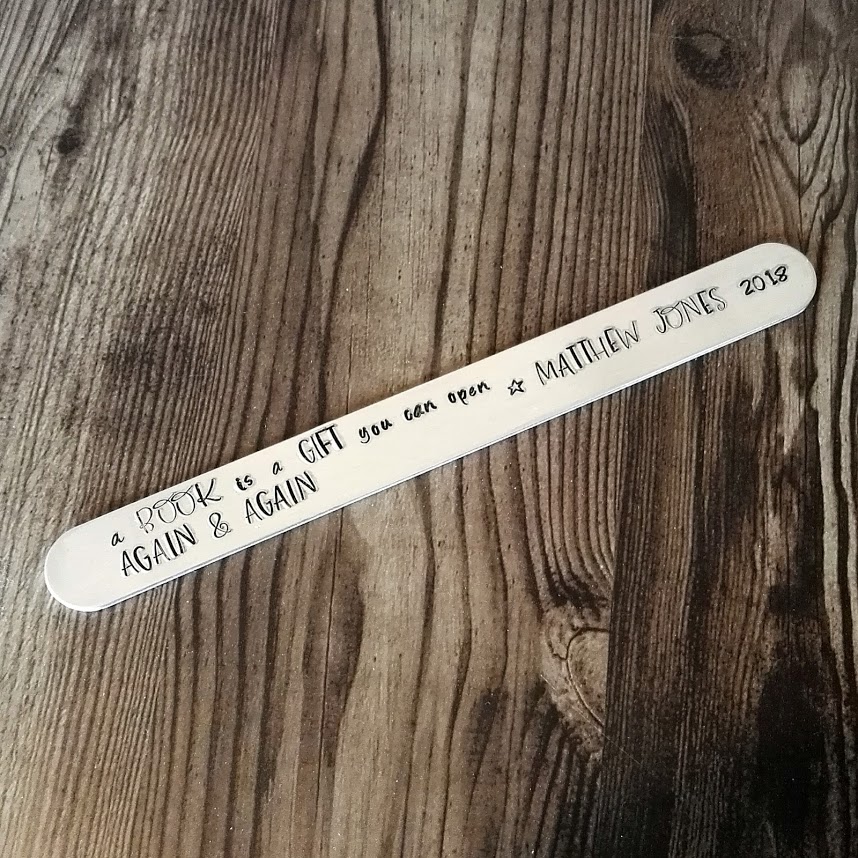 a BOOK is a GIFT you can open ☆ MATTHEW JONES 2018
AGAIN & AGAIN